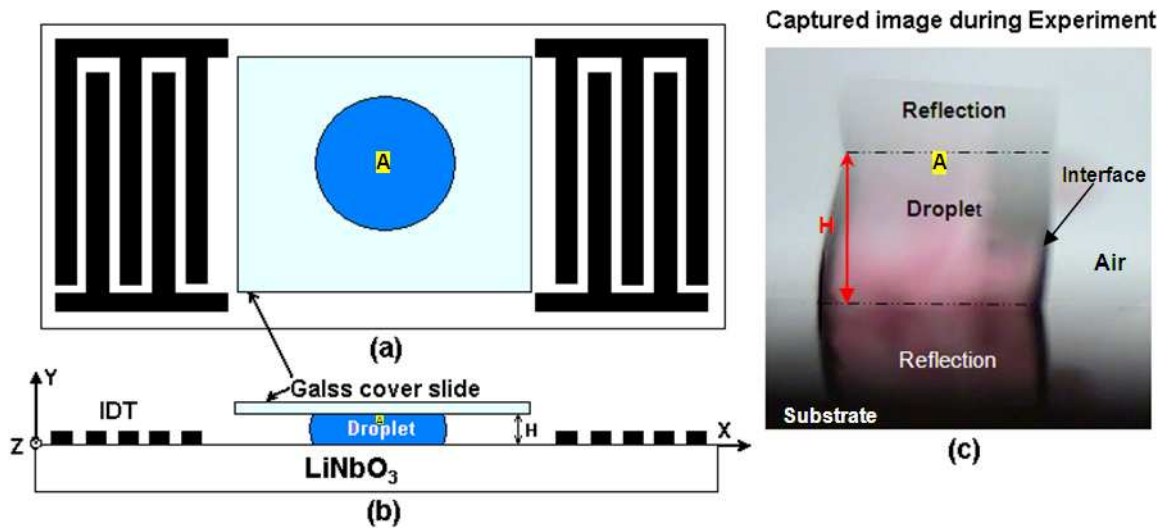 Captured image during Experiment
A
(a)
Galss cover slide
Y
IDT
A
Droplet
H
X
Z
LiNbO3
(b)
Reflection
A
Interface
Droplet
H
Air
Reflection
Substrate
(c)